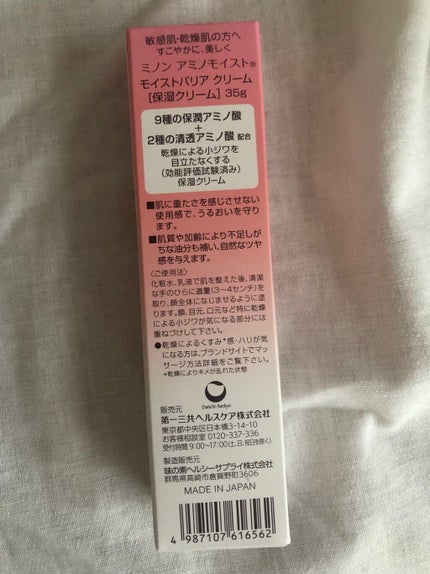 敏感肌・乾燥肌の方へ
すこやかに、美しく
ミノン アミノモイスト®
モイストバリア クリーム
[保湿クリーム] 35g
9種の保潤アミノ酸
+
2種の清透アミノ酸 配合
乾燥による小ジワを
目立たなくする
(効能評価試験済み)
保湿クリーム
■肌に重たさを感じさせない
使用感で、うるおいを守り
ます。
■肌質や加齢により不足しが
ちな油分も補い、自然なツヤ
感を与えます。
〈ご使用法〉
化粧水、乳液で肌を整えた後、清潔
な手のひらに適量(3~4センチ)を
取り、顔全体になじませるように塗
ります。頬、目元、口元など特に乾燥
による小ジワが気になる部分には
重ねづけして下さい。
●乾燥によるくすみ*感・ハリが気
になる方は、ブランドサイトでマッ
サージ方法詳細をご覧下さい。
*乾燥によりキメが乱れた状態
Daiichi-Sankyo
販売元
第一三共ヘルスケア株式会社
東京都中央区日本橋3-14-10
お客様相談室 0120-337-336
受付時間 9:00~17:00(土、日、祝日を除く)
製造販売元
味の素ヘルシーサプライ株式会社
群馬県高崎市倉賀野町3606
MADE IN JAPAN
4 987107 616562